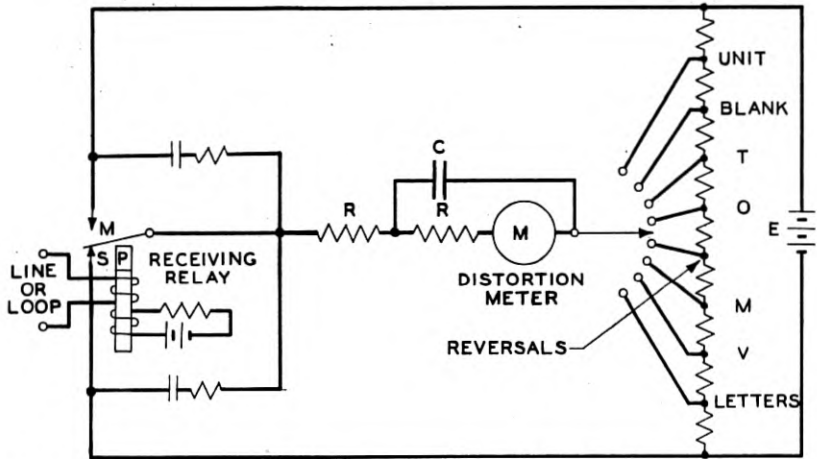 UNIT
BLANK
T
O
M
V
LETTERS
REVERSALS
E
C
R
R
M
DISTORTION
METER
M
S
P
RECEIVING
RELAY
LINE
OR
LOOP